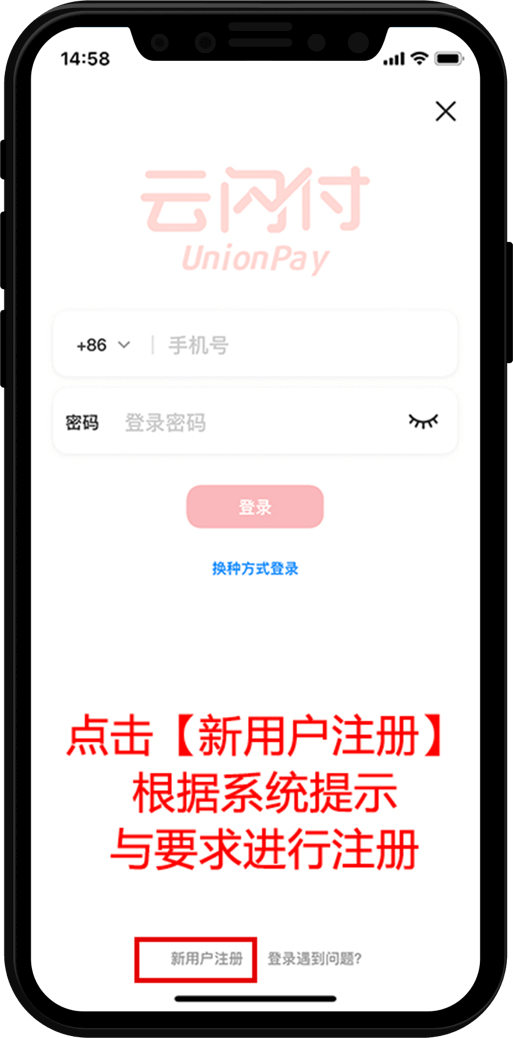 14:58
云闪付
UnionPay
+86 手机号
密码 登录密码
登录
换种方式登录
点击【新用户注册】
根据系统提示
与要求进行注册
新用户注册 登录遇到问题?